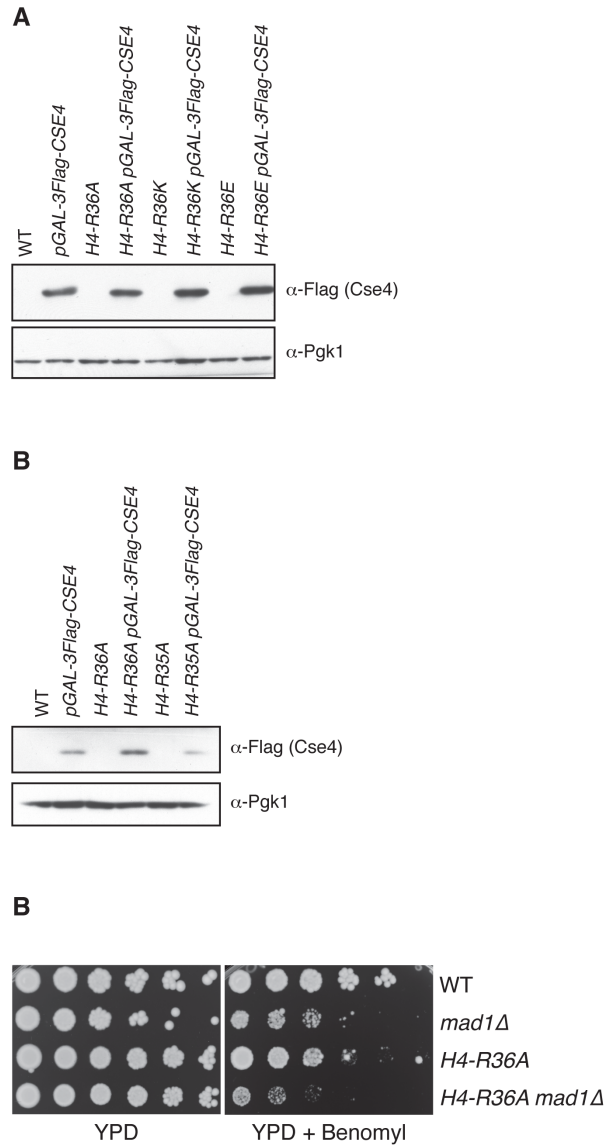 A
WT
pGAL-3Flag-CSE4
H4-R36A
H4-R36A pGAL-3Flag-CSE4
H4-R36K
H4-R36K pGAL-3Flag-CSE4
H4-R36E
H4-R36E pGAL-3Flag-CSE4
α-Flag (Cse4)
α-Pgk1
B
WT
pGAL-3Flag-CSE4
H4-R36A
H4-R36A pGAL-3Flag-CSE4
H4-R35A
H4-R35A pGAL-3Flag-CSE4
α-Flag (Cse4)
α-Pgk1
B
WT
mad1Δ
H4-R36A
H4-R36A mad1Δ
YPD
YPD + Benomyl